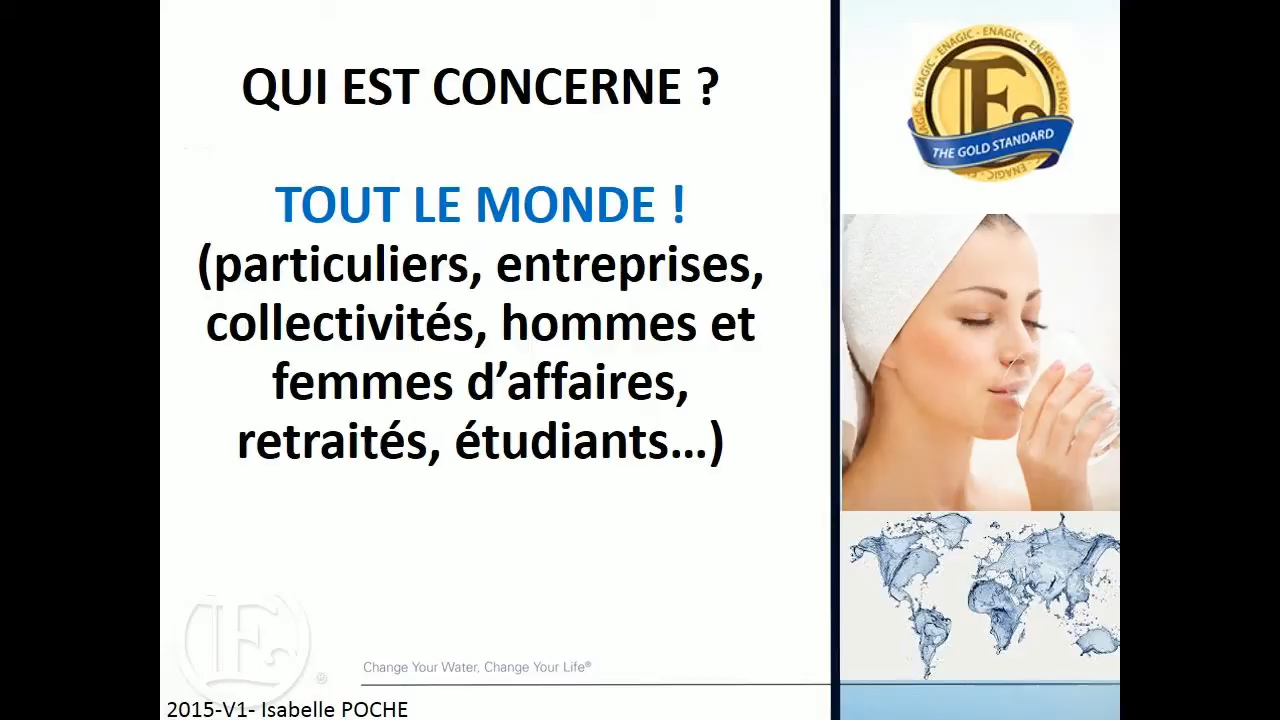 QUI EST CONCERNE ?
TOUT LE MONDE !
(particuliers, entreprises,
collectivités, hommes et
femmes d’affaires,
retraités, étudiants…)
ENAGIC - ENAGIC - ENAGIC
THE GOLD STANDARD
ENAGIC
Change Your Water, Change Your Life®
2015-V1- Isabelle POCHE